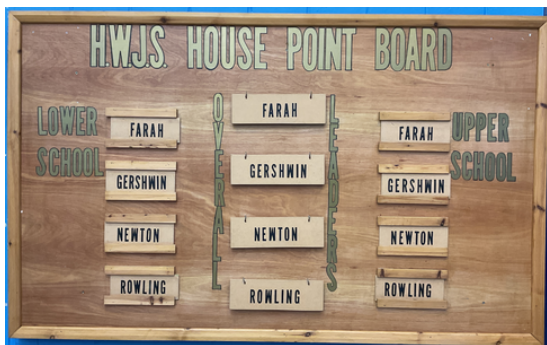 H.W.J.S. HOUSE POINT BOARD
LOWER
SCHOOL
FARAH
GERSHWIN
NEWTON
ROWLING
OVERALL
FARAH
GERSHWIN
NEWTON
ROWLING
LEADERS
FARAH
GERSHWIN
NEWTON
ROWLING
UPPER
SCHOOL